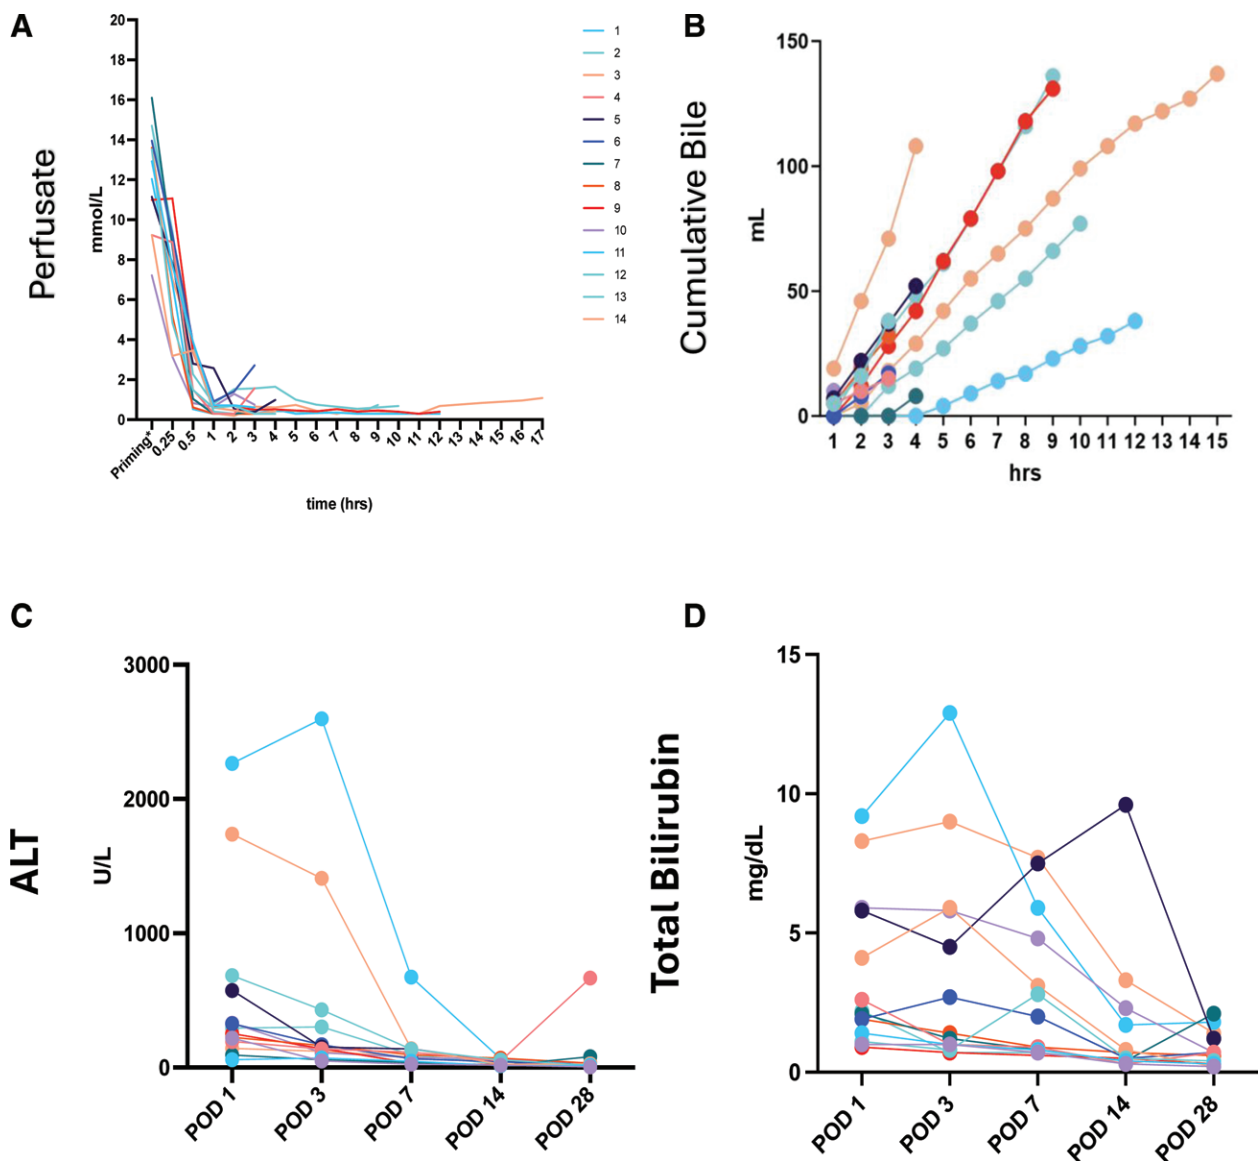 A
Perfusate
mmol/L
20
18
16
14
12
10
8
6
4
2
0
Priming*
0.25
0.5
1
2
3
4
5
6
7
8
9
10
11
12
13
14
15
16
17
time (hrs)
1
2
3
4
5
6
7
8
9
10
11
12
13
14
B
Cumulative Bile
mL
150
100
50
0
1 2 3 4 5 6 7 8 9 10 11 12 13 14 15
hrs
C
ALT
U/L
3000
2000
1000
0
POD 1
POD 3
POD 7
POD 14
POD 28
D
Total Bilirubin
mg/dL
15
10
5
0
POD 1
POD 3
POD 7
POD 14
POD 28